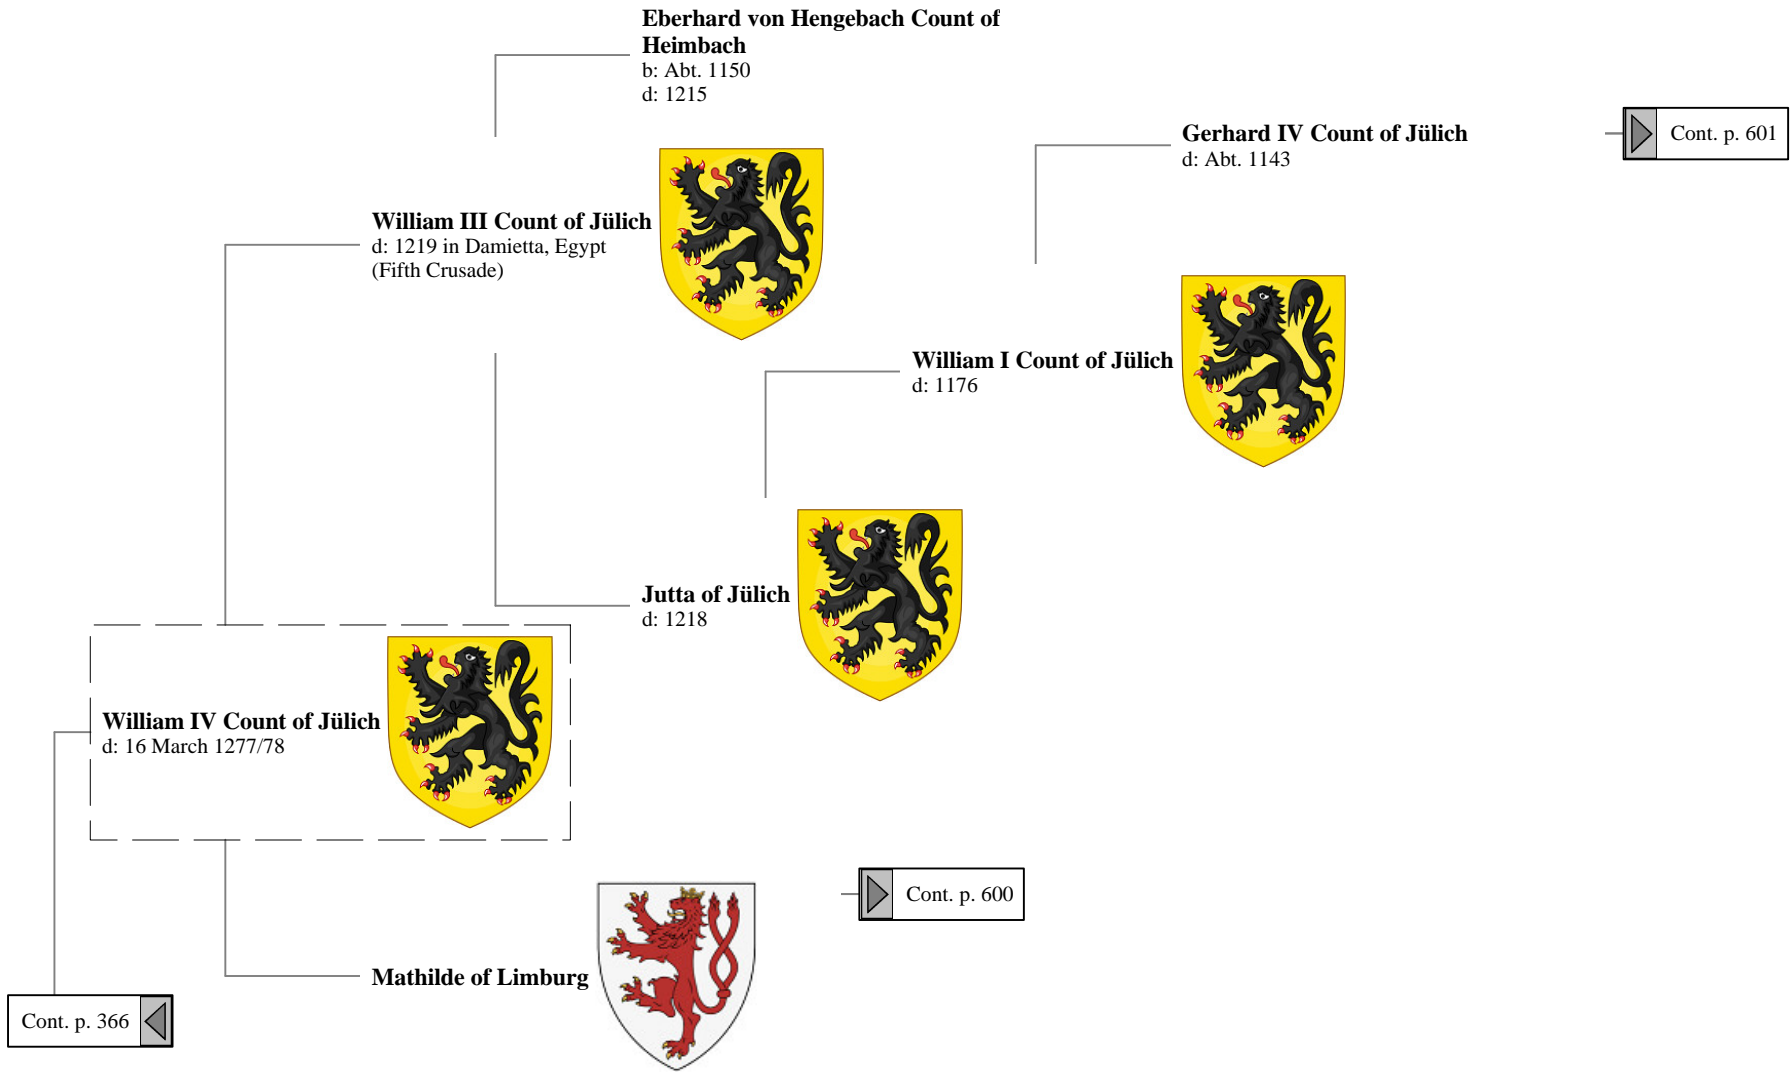 Eberhard von Hengebach Count of
Heimbach
b: Abt. 1150
d: 1215
Gerhard IV Count of Jülich
d: Abt. 1143
Cont. p. 601
William III Count of Jülich
d: 1219 in Damietta, Egypt
(Fifth Crusade)
William I Count of Jülich
d: 1176
Jutta of Jülich
d: 1218
William IV Count of Jülich
d: 16 March 1277/78
Cont. p. 600
Mathilde of Limburg
Cont. p. 366